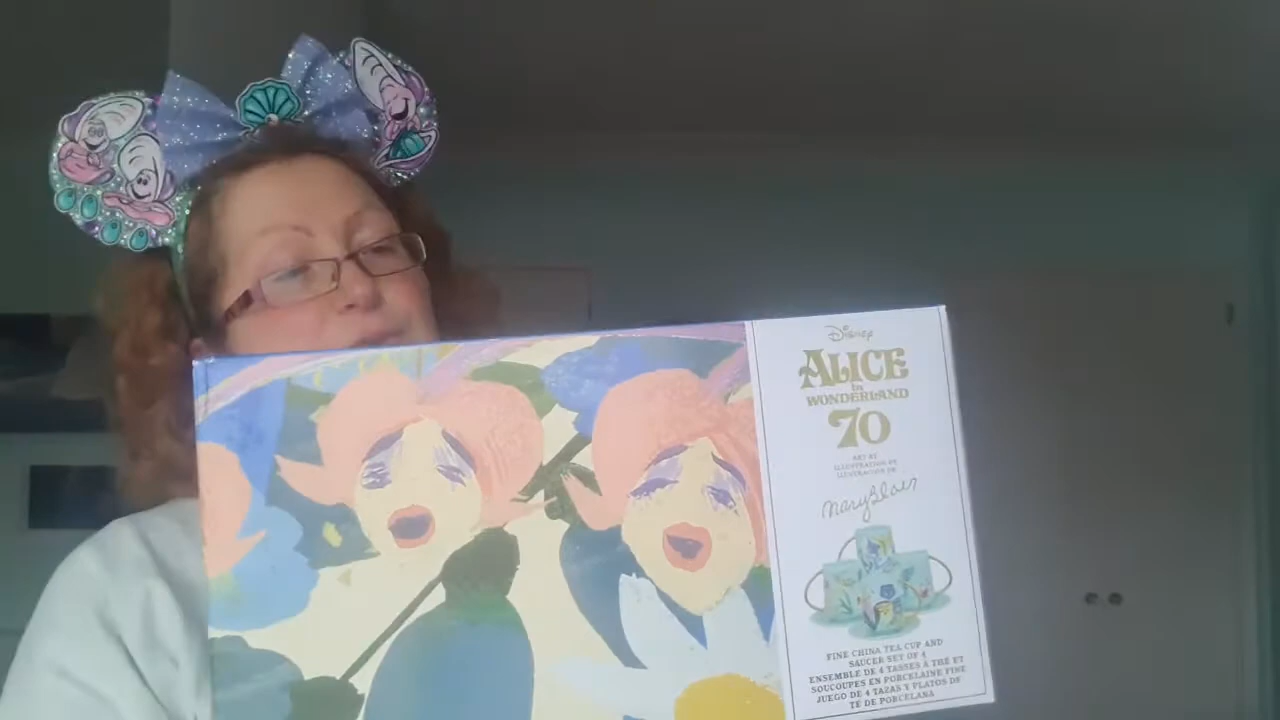 Disney
ALICE
in
WONDERLAND
70
ART BY
ILLUSTRATION DE
ILUSTRACIÓN DE
Mary Blair
FINE CHINA TEA CUP AND
SAUCER SET OF 4
ENSEMBLE DE 4 TASSES À THÉ ET
SOUCOUPES EN PORCELAINE FINE
JUEGO DE 4 TAZAS Y PLATOS DE
TÉ DE PORCELANA